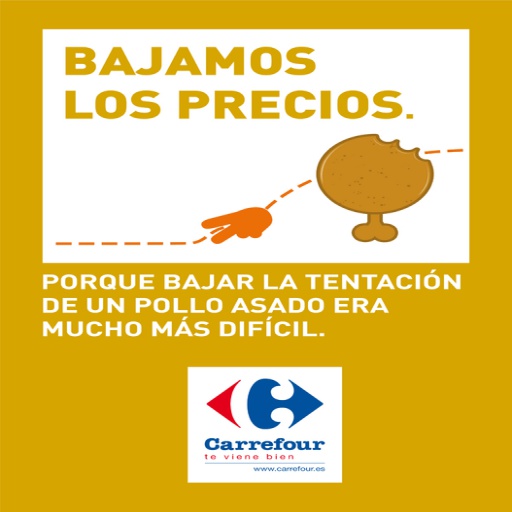 BAJAMOS
LOS PRECIOS.
PORQUE BAJAR LA TENTACIÓN
DE UN POLLO ASADO ERA
MUCHO MÁS DIFÍCIL.
Carrefour
te viene bien
www.carrefour.es